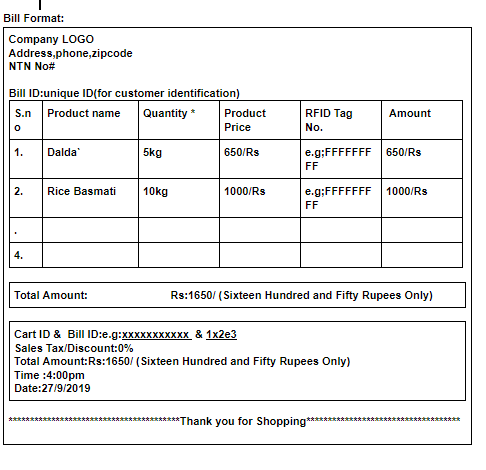 Bill Format:
Company LOGO
Address,phone,zipcode
NTN No#
Bill ID:unique ID(for customer identification)
S.n
o
Product name
Quantity *
Product
Price
RFID Tag
No.
Amount
1.
Dalda`
5kg
650/Rs
e.g;FFFFFFF
FF
650/Rs
2.
Rice Basmati
10kg
1000/Rs
e.g;FFFFFFF
FF
1000/Rs
.
4.
Total Amount: Rs:1650/ (Sixteen Hundred and Fifty Rupees Only)
Cart ID & Bill ID:e.g:xxxxxxxxxxx & 1x2e3
Sales Tax/Discount:0%
Total Amount:Rs:1650/ (Sixteen Hundred and Fifty Rupees Only)
Time :4:00pm
Date:27/9/2019
*****************************************Thank you for Shopping*************************************